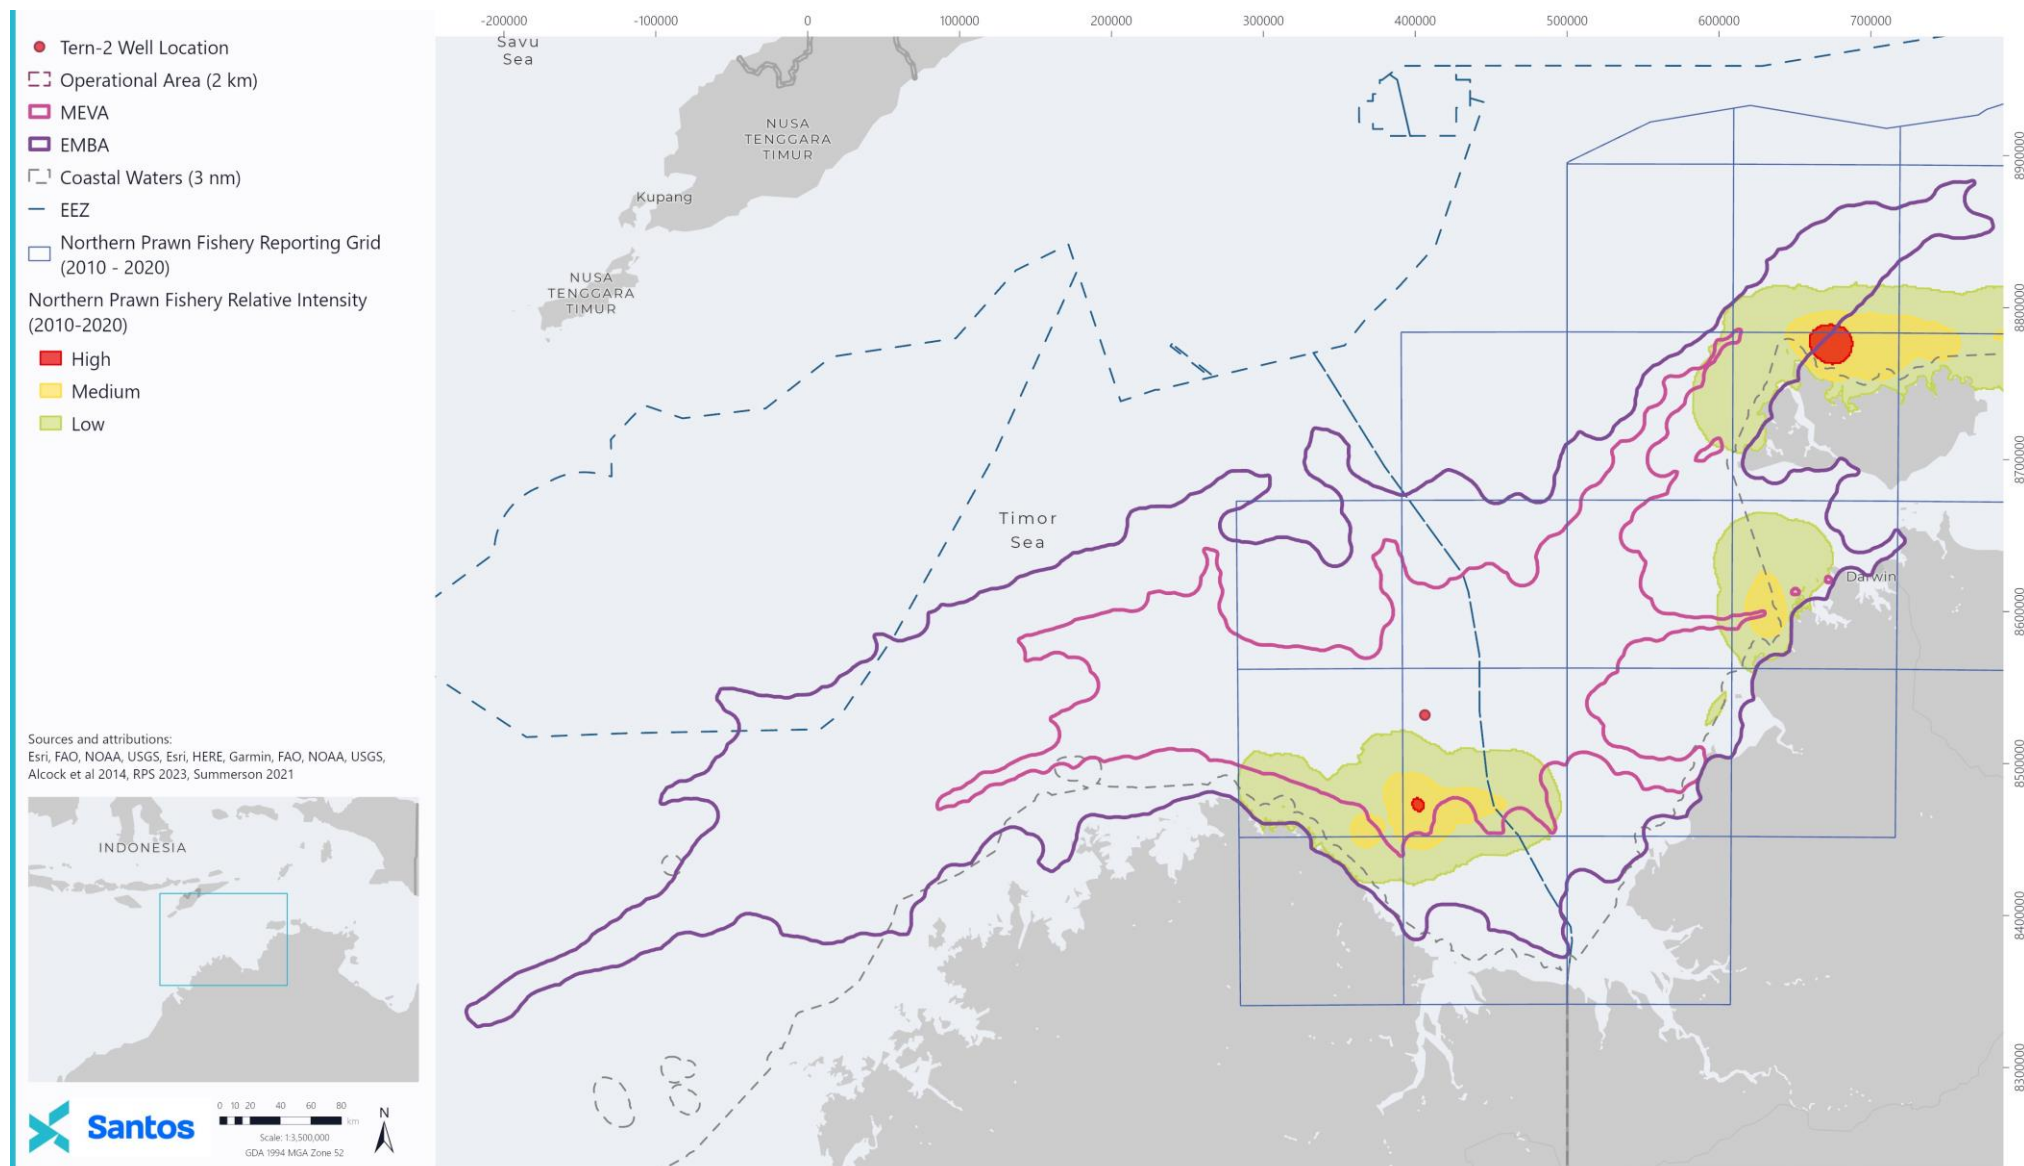 -200000 -100000 0 100000 200000 300000 400000 500000 600000 700000
Tern-2 Well Location
Operational Area (2 km)
MEVA
EMBA
Coastal Waters (3 nm)
EEZ
Northern Prawn Fishery Reporting Grid
(2010 - 2020)
Northern Prawn Fishery Relative Intensity
(2010-2020)
High
Medium
Low
Savu
Sea
NUSA
TENGGARA
TIMUR
Kupang
NUSA
TENGGARA
TIMUR
Timor
Sea
Darwin
8900000
8800000
8700000
8600000
8500000
8400000
8300000
Sources and attributions:
Esri, FAO, NOAA, USGS, Esri, HERE, Garmin, FAO, NOAA, USGS,
Alcock et al 2014, RPS 2023, Summerson 2021
INDONESIA
Santos
0 10 20 40 60 80
km
Scale: 1:3,500,000
GDA 1994 MGA Zone 52
N